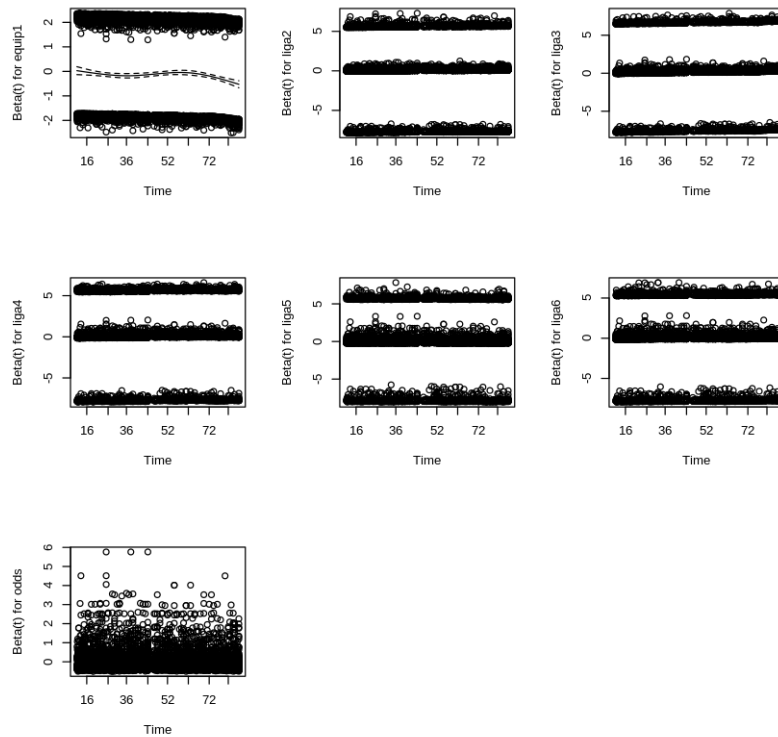 Beta(t) for equip1
2
1
0
-1
-2
16 36 52 72
Time
Beta(t) for liga2
5
0
-5
16 36 52 72
Time
Beta(t) for liga3
5
0
-5
16 36 52 72
Time
Beta(t) for liga4
5
0
-5
16 36 52 72
Time
Beta(t) for liga5
5
0
-5
16 36 52 72
Time
Beta(t) for liga6
5
0
-5
16 36 52 72
Time
Beta(t) for odds
6
5
4
3
2
1
0
16 36 52 72
Time